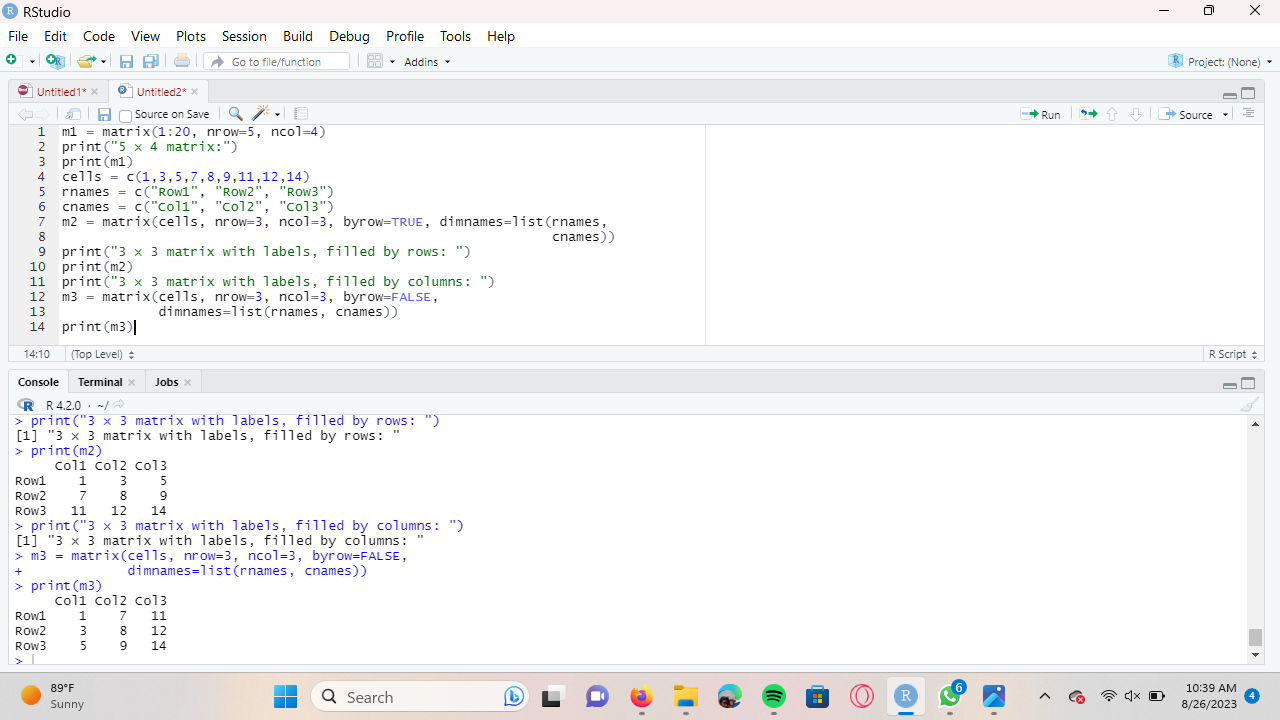 RStudio
File Edit Code View Plots Session Build Debug Profile Tools Help
Go to file/function Addins Project: (None)
Untitled1* Untitled2*
Source on Save Run Source
1 m1 = matrix(1:20, nrow=5, ncol=4)
2 print("5 × 4 matrix:")
3 print(m1)
4 cells = c(1,3,5,7,8,9,11,12,14)
5 rnames = c("Row1", "Row2", "Row3")
6 cnames = c("Col1", "Col2", "Col3")
7 m2 = matrix(cells, nrow=3, ncol=3, byrow=TRUE, dimnames=list(rnames,
8 cnames))
9 print("3 × 3 matrix with labels, filled by rows: ")
10 print(m2)
11 print("3 × 3 matrix with labels, filled by columns: ")
12 m3 = matrix(cells, nrow=3, ncol=3, byrow=FALSE,
13 dimnames=list(rnames, cnames))
14 print(m3)
14:10 (Top Level) R Script
Console Terminal Jobs
R 4.2.0 · ~/
> print("3 × 3 matrix with labels, filled by rows: ")
[1] "3 × 3 matrix with labels, filled by rows: "
> print(m2)
Col1 Col2 Col3
Row1 1 3 5
Row2 7 8 9
Row3 11 12 14
> print("3 × 3 matrix with labels, filled by columns: ")
[1] "3 × 3 matrix with labels, filled by columns: "
> m3 = matrix(cells, nrow=3, ncol=3, byrow=FALSE,
+ dimnames=list(rnames, cnames))
> print(m3)
Col1 Col2 Col3
Row1 1 7 11
Row2 3 8 12
Row3 5 9 14
>
89°F
Sunny
Search
6
10:39 AM
8/26/2023
4